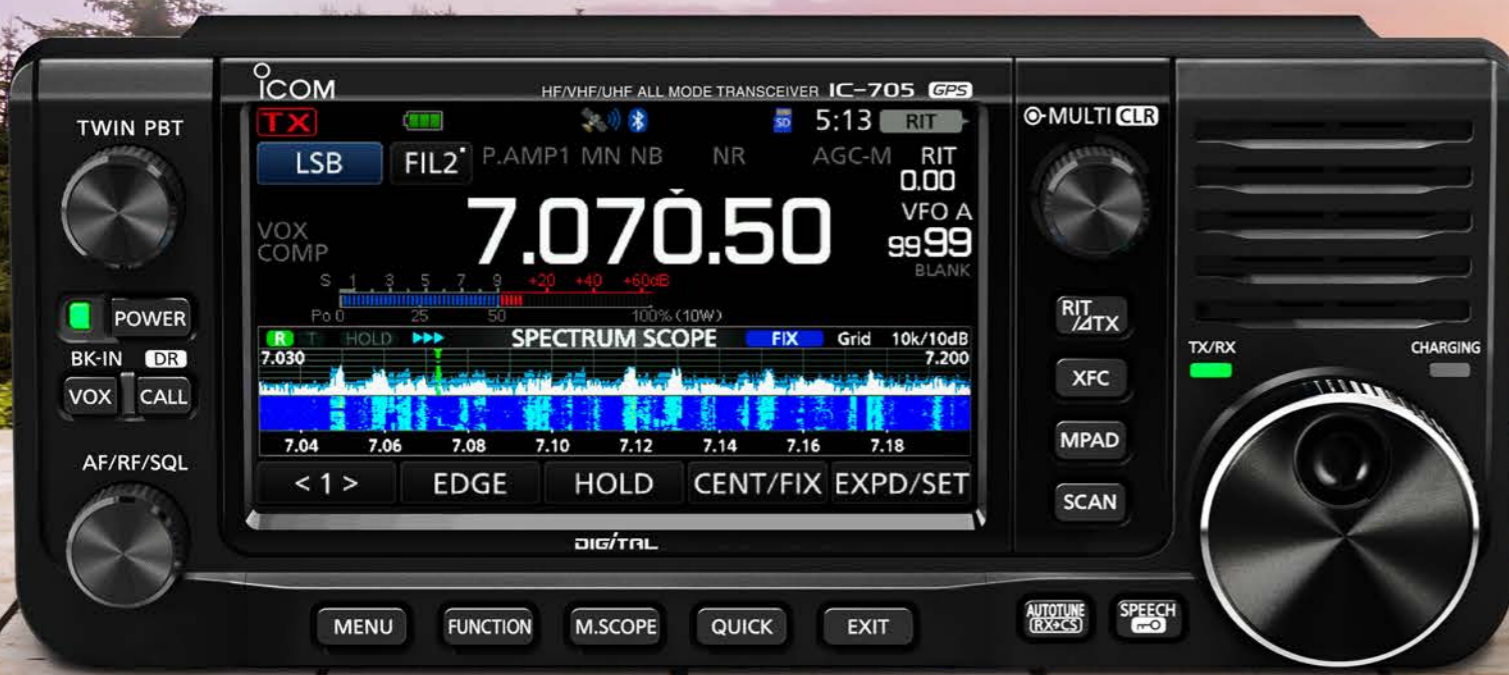 ICOM
HF/VHF/UHF ALL MODE TRANSCEIVER IC-705 GPS
TWIN PBT
POWER
BK-IN DR
VOX CALL
AF/RF/SQL
TX SD 5:13 RIT
LSB FIL2 P.AMP1 MN NB NR AGC-M RIT
0.00
7.070.50
VFO A
9999
BLANK
VOX
COMP
S 1 3 5 7 9 +20 +40 +60dB
Po 0 25 50 100% (10W)
R T HOLD SPECTRUM SCOPE FIX Grid 10k/10dB
7.030 7.200
7.04 7.06 7.08 7.10 7.12 7.14 7.16 7.18
< 1 > EDGE HOLD CENT/FIX EXPD/SET
DIGITAL
MENU FUNCTION M.SCOPE QUICK EXIT
MULTI CLR
RIT
/⊿TX
XFC
MPAD
SCAN
AUTOTUNE
(RX→CS)
SPEECH
TX/RX CHARGING